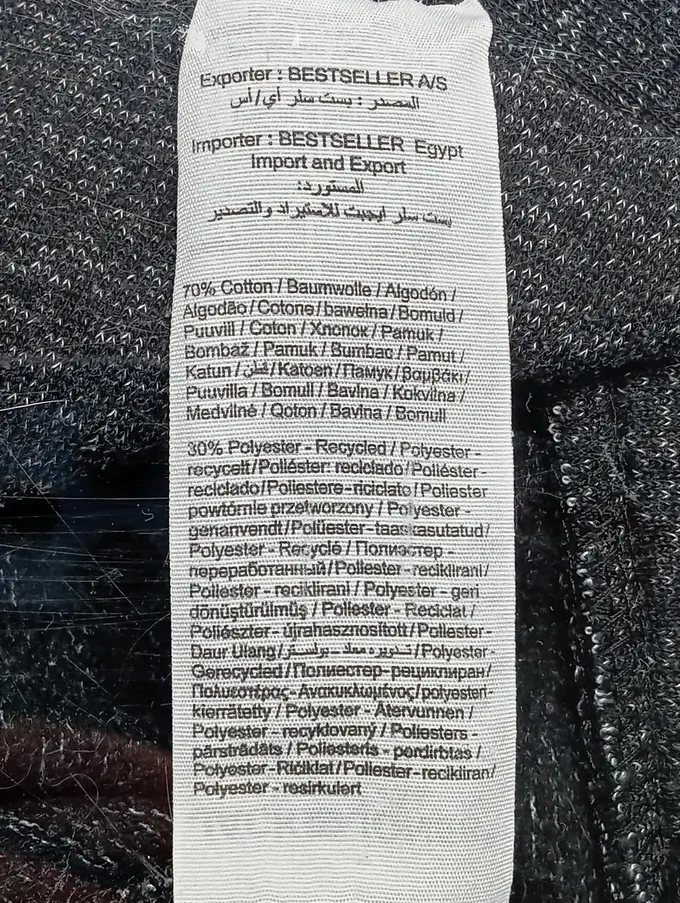 Exporter : BESTSELLER A/S
المصدر : بست سلر أي/أس
Importer : BESTSELLER Egypt
Import and Export
المستورد:
بست سلر ايجيبت للاستيراد والتصدير
70% Cotton / Baumwolle / Algodón /
Algodão / Cotone / bawełna / Bomuld /
Puuvill / Coton / Хлопок / Pamuk /
Bombaž / Pamuk / Bumbac / Pamut /
Katun / قطن / Katoen / Памук / βαμβάκι /
Puuvilla / Bomull / Bavlna / Kokvilna /
Medvilnė / Qoton / Bavlna / Bomull
30% Polyester - Recycled / Polyester -
recycelt / Poliéster: reciclado / Poliéster -
reciclado / Poliestere - riciclato / Poliester
powtórnie przetworzony / Polyester -
genanvendt / Polüester - taaskasutatud /
Polyester - Recyclé / Полиэстер -
переработанный / Poliester - reciklirani /
Poliester - reciklirani / Polyester - geri
dönüştürülmüş / Poliester - Reciclat /
Poliészter - újrahasznosított / Poliester -
Daur Ulang / تدويره معاد - بوليستر / Polyester -
Gerecycled / Полиестер - рециклиран /
Πολυεστέρας - Ανακυκλωμένος / polyesteri -
kierrätetty / Polyester - Återvunnen /
Polyester - recyklovaný / Poliesters -
pārstrādāts / Poliesteris - perdirbtas /
Polyester - Riċiklat / Poliester - recikliran /
Polyester - resirkulert